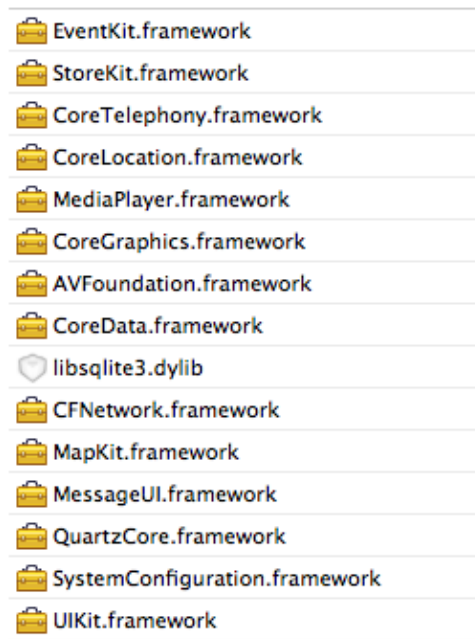 EventKit.framework
StoreKit.framework
CoreTelephony.framework
CoreLocation.framework
MediaPlayer.framework
CoreGraphics.framework
AVFoundation.framework
CoreData.framework
libsqlite3.dylib
CFNetwork.framework
MapKit.framework
MessageUI.framework
QuartzCore.framework
SystemConfiguration.framework
UIKit.framework